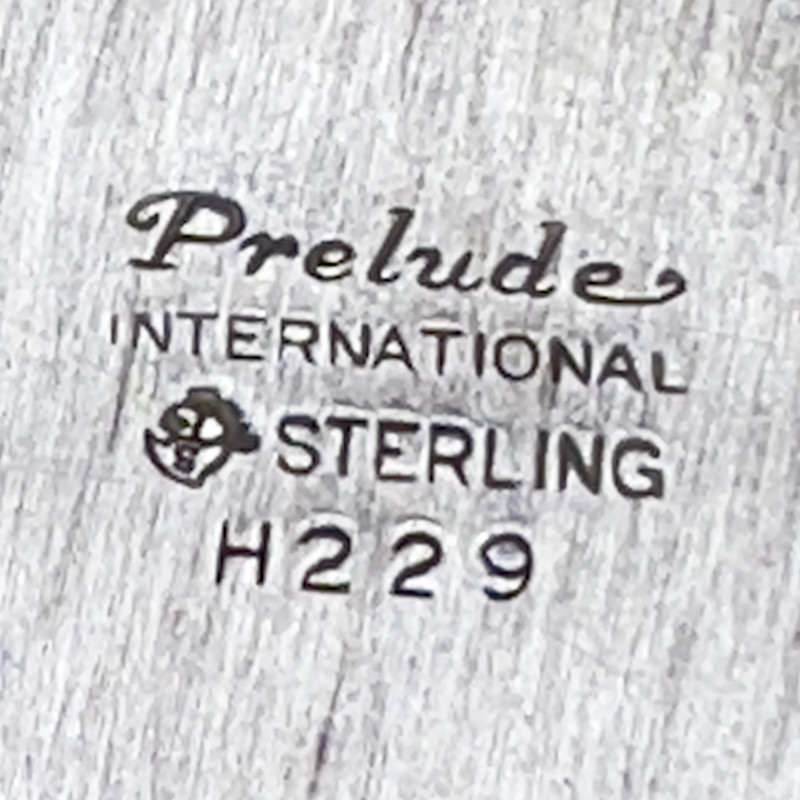 Prelude
INTERNATIONAL
STERLING
H229